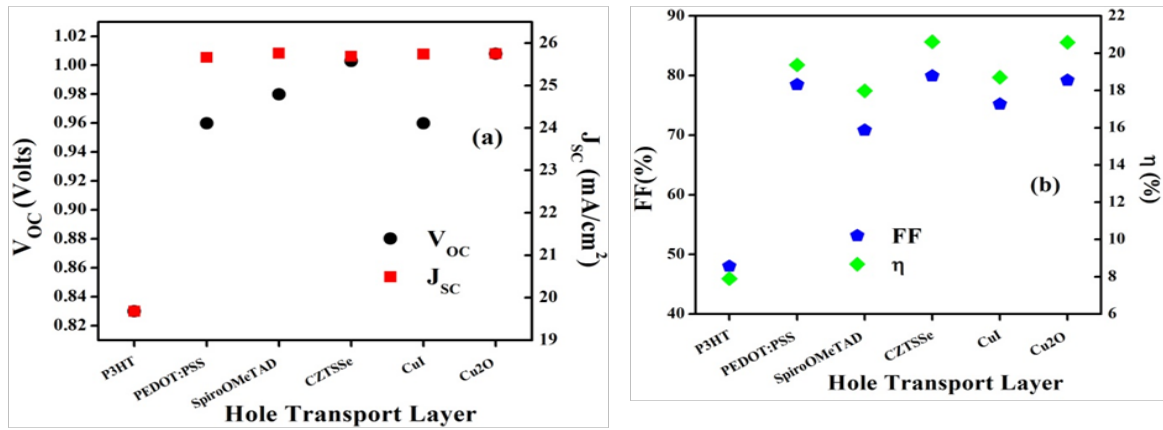 1.02
1.00
0.98
0.96
0.94
0.92
0.90
0.88
0.86
0.84
0.82
V_OC (Volts)
26
25
24
23
22
21
20
19
J_SC (mA/cm²)
(a)
V_OC
J_SC
P3HT
PEDOT:PSS
SpiroOMeTAD
CZTSSe
CuI
Cu2O
Hole Transport Layer
90
80
70
60
50
40
FF(%)
22
20
18
16
14
12
10
8
6
η (%)
(b)
FF
η
P3HT
PEDOT:PSS
SpiroOMeTAD
CZTSSe
CuI
Cu2O
Hole Transport Layer